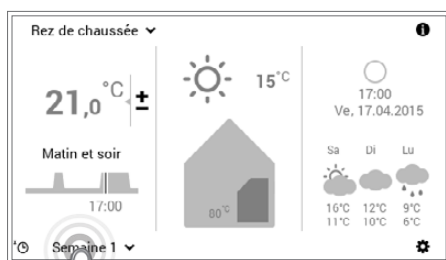 Rez de chaussée
21,0 °C ±
Matin et soir
17:00
Semaine 1
15°C
80°C
17:00
Ve, 17.04.2015
Sa Di Lu
16°C 12°C 9°C
11°C 10°C 6°C